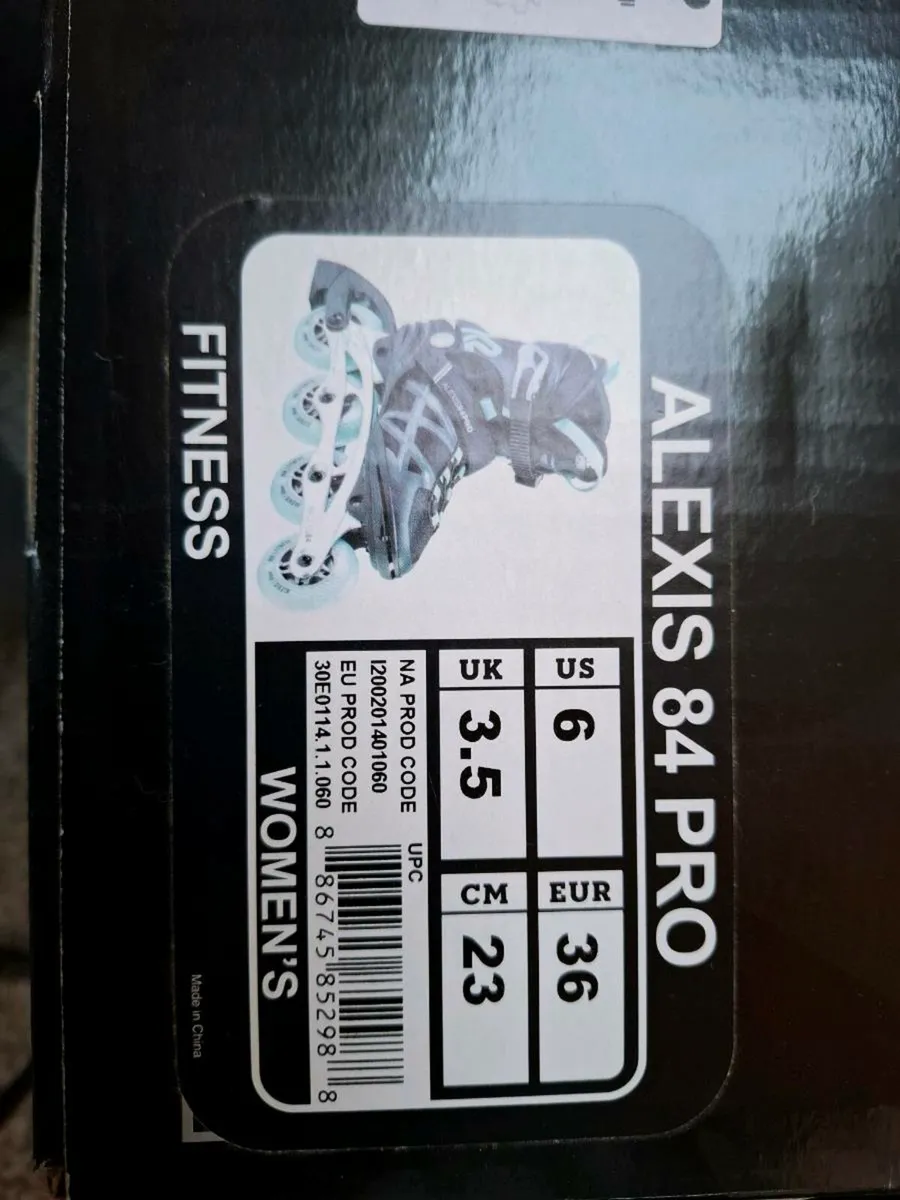 ALEXIS 84 PRO
US
6
EUR
36
UK
3.5
CM
23
NA PROD CODE
I200201401060
EU PROD CODE
30E0114.1.1.060
UPC
8 86745 85298 8
WOMEN'S
FITNESS
Made in China